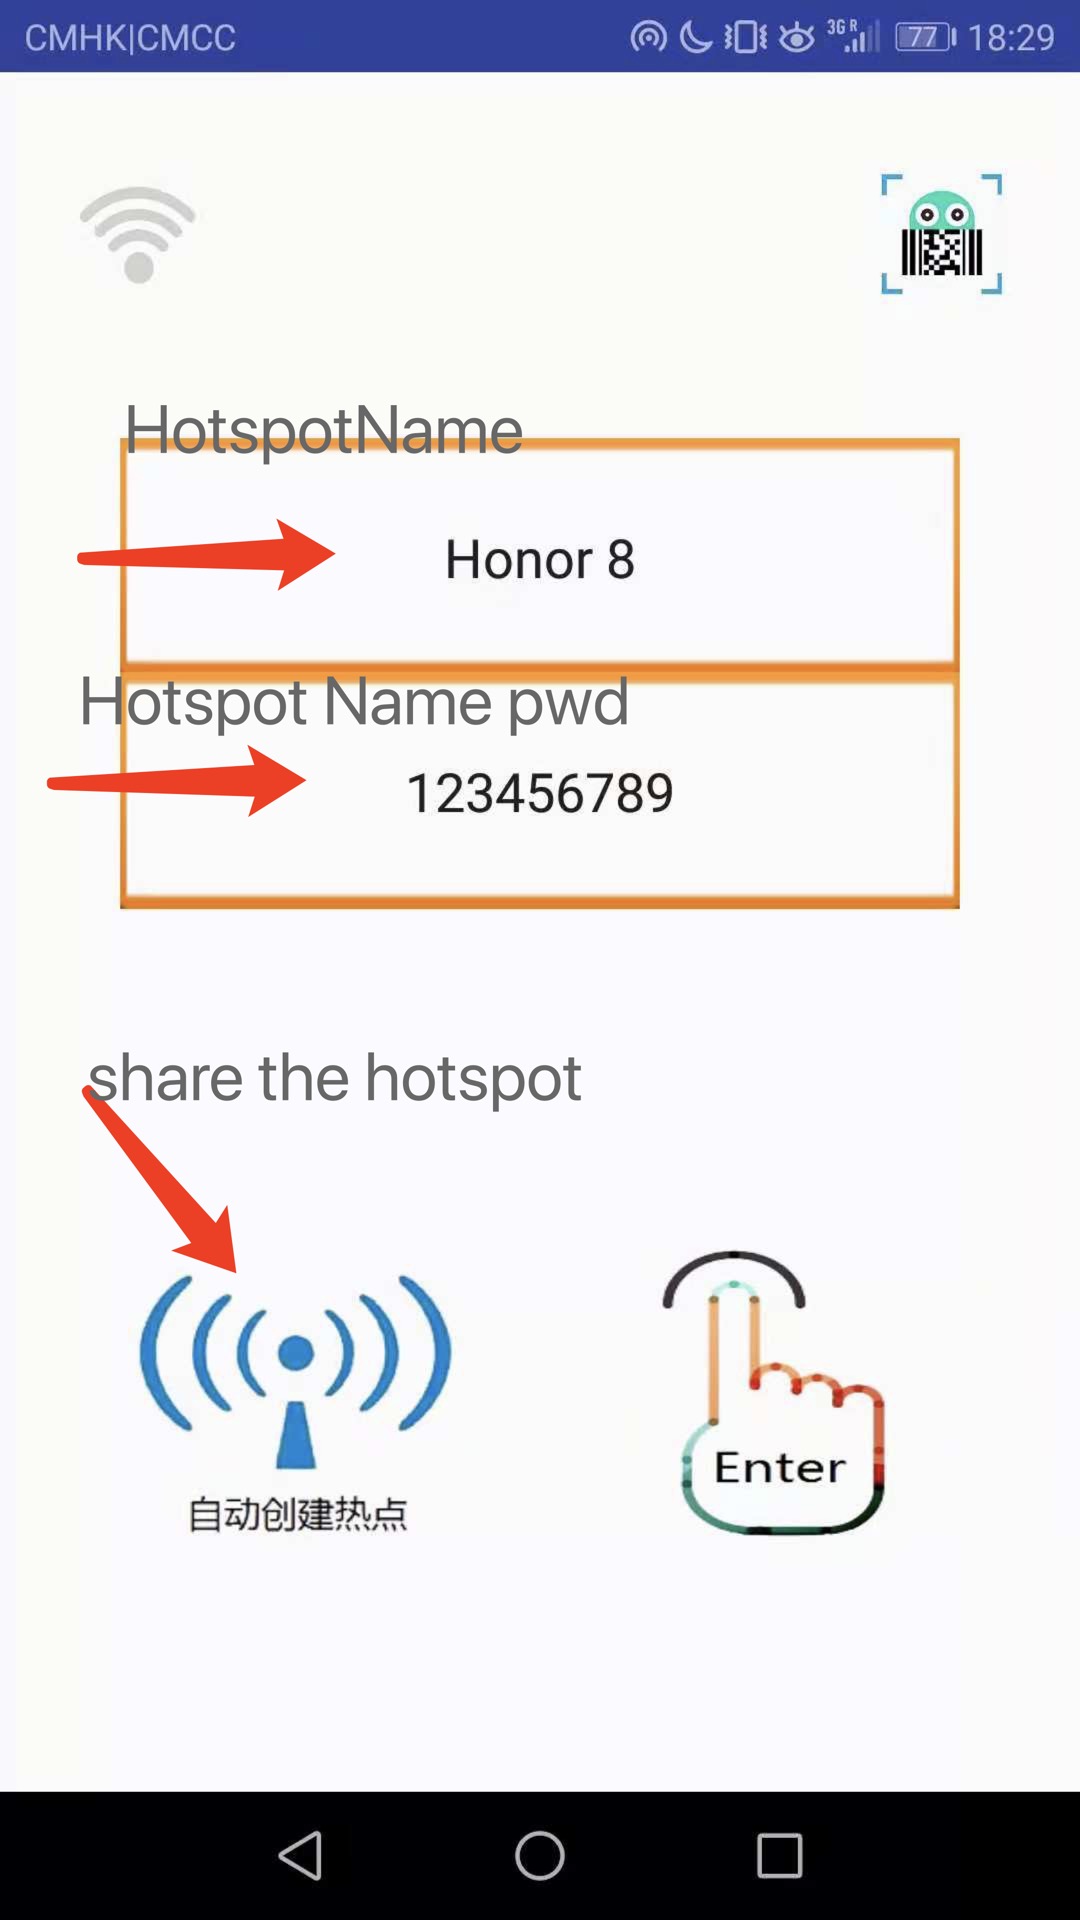 CMHK|CMCC 3G R 77 18:29
HotspotName
Honor 8
Hotspot Name pwd
123456789
share the hotspot
Enter
自动创建热点